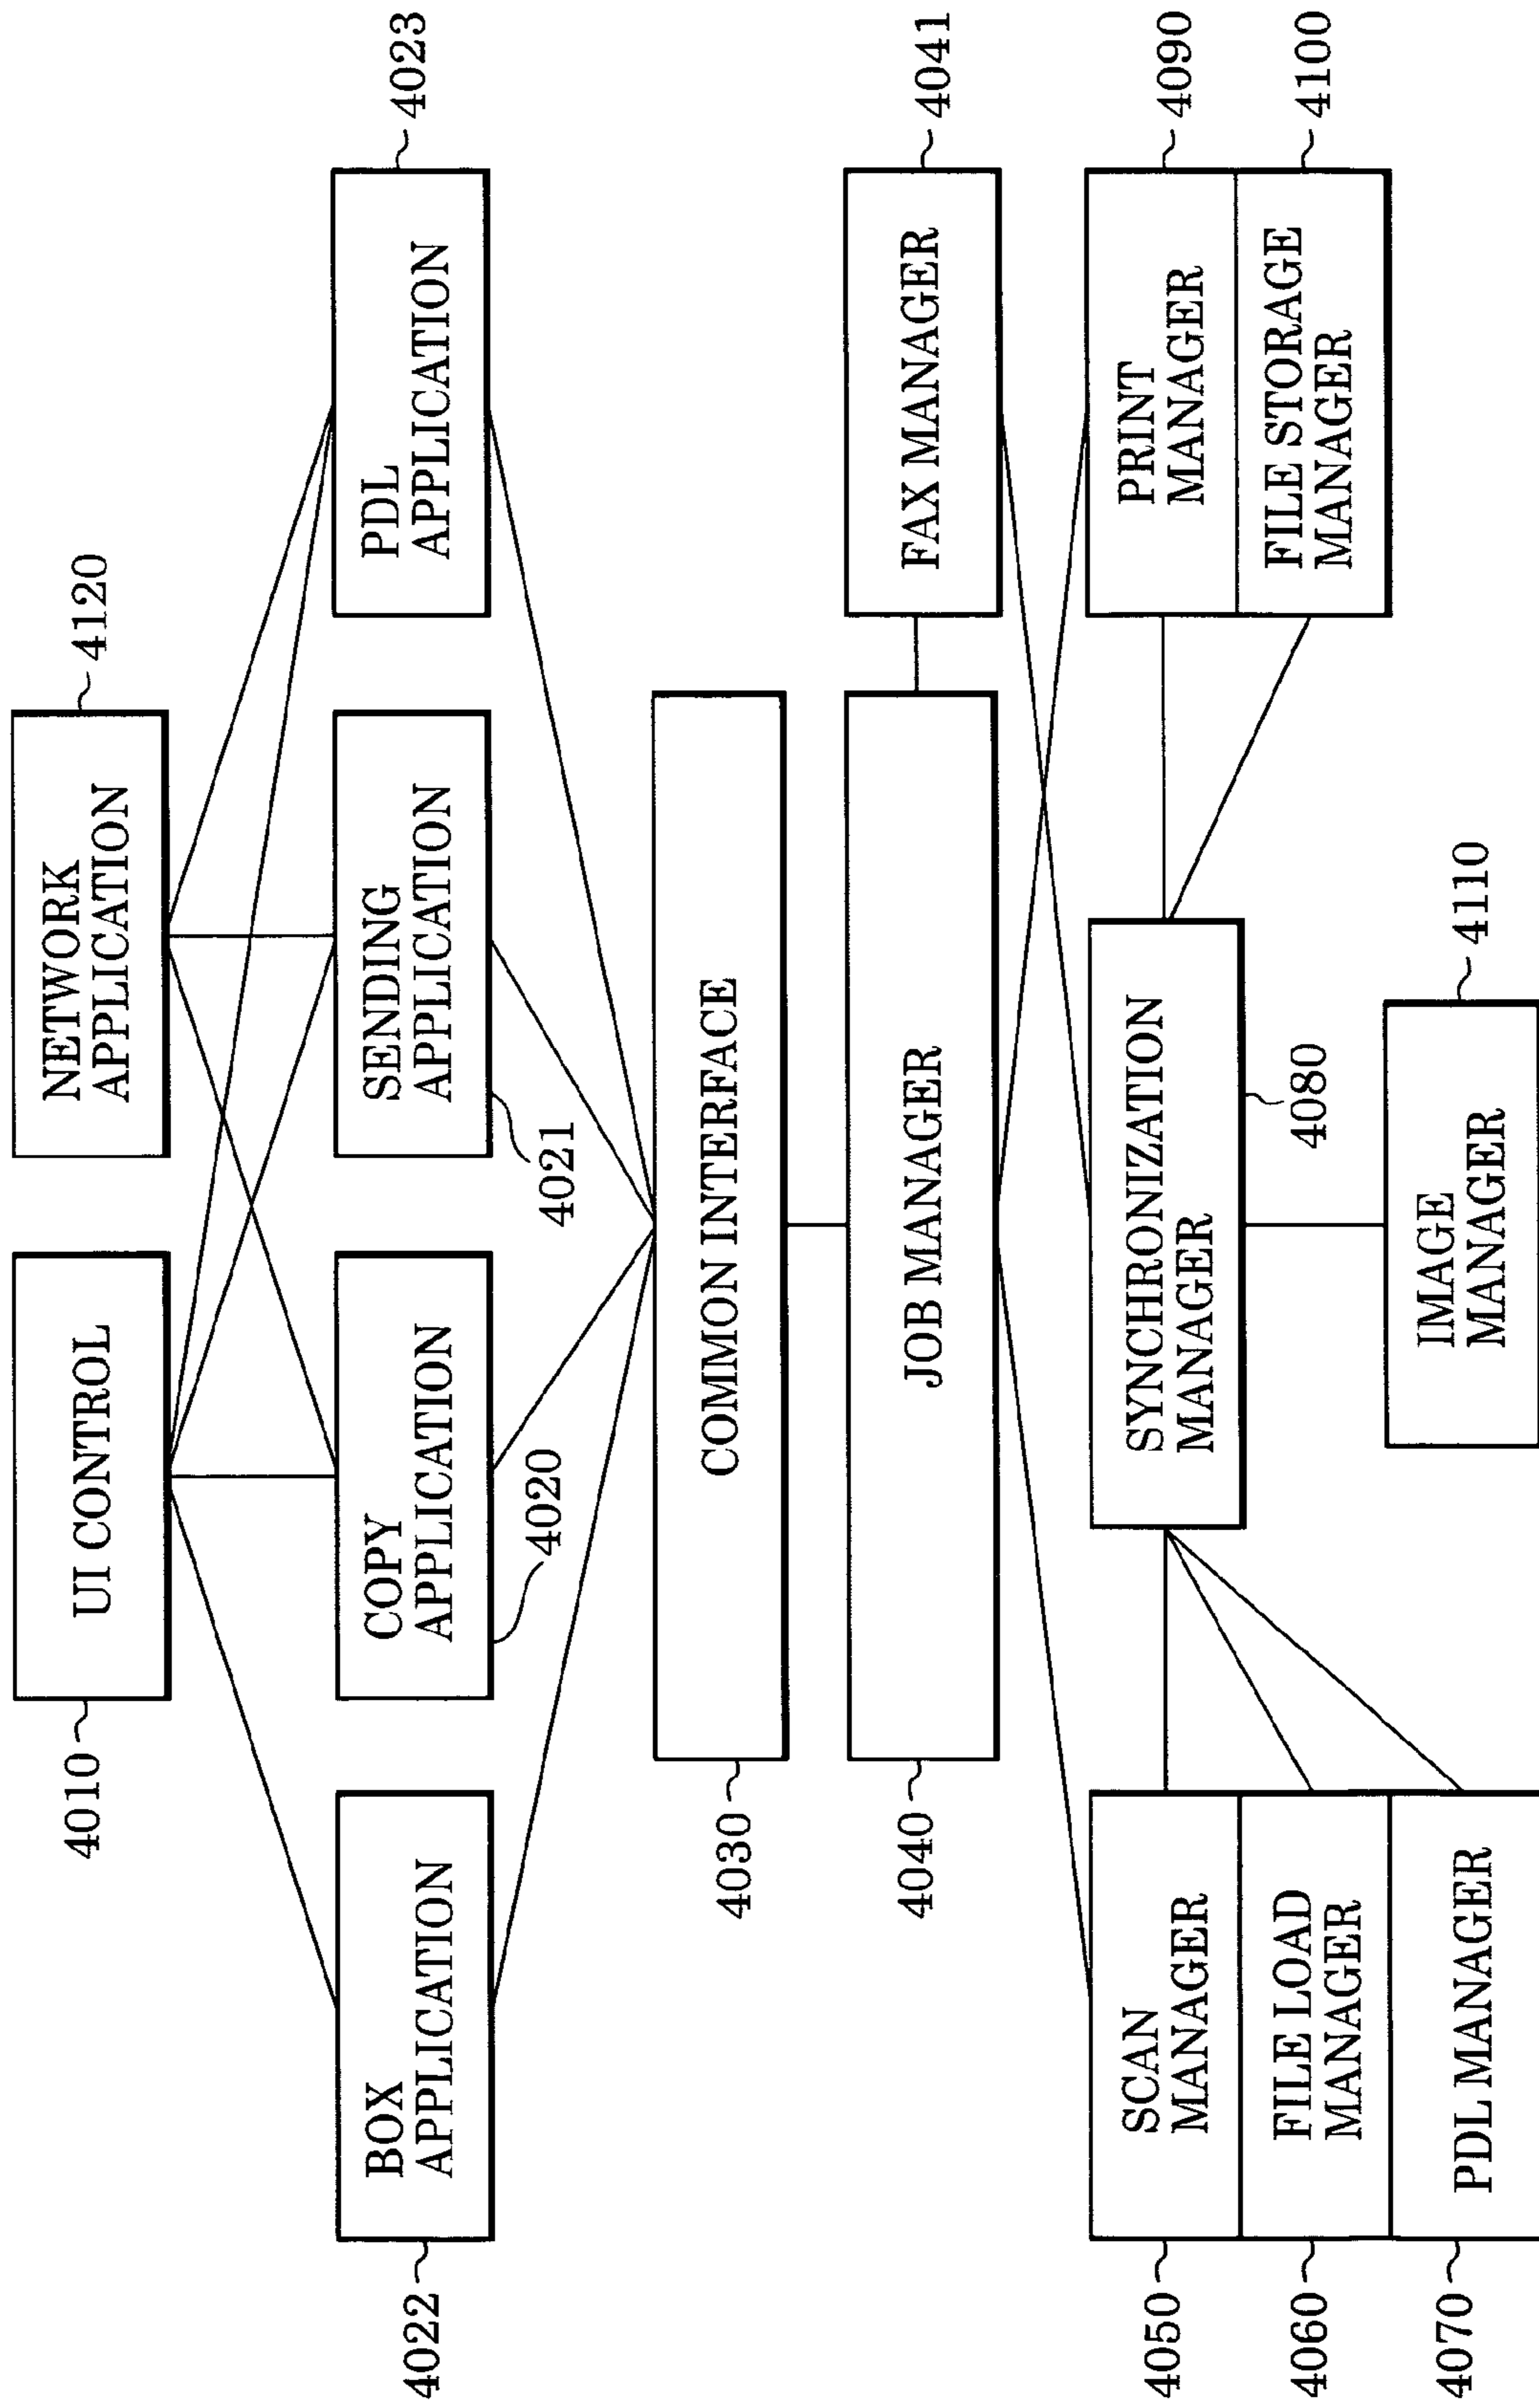 4010
UI CONTROL
NETWORK
APPLICATION
4120
4022
BOX
APPLICATION
COPY
APPLICATION
4020
SENDING
APPLICATION
4021
PDL
APPLICATION
4023
4030
COMMON INTERFACE
4040
JOB MANAGER
FAX MANAGER
4041
4050
SCAN
MANAGER
4060
FILE LOAD
MANAGER
4070
PDL MANAGER
SYNCHRONIZATION
MANAGER
4080
PRINT
MANAGER
4090
FILE STORAGE
MANAGER
4100
IMAGE
MANAGER
4110